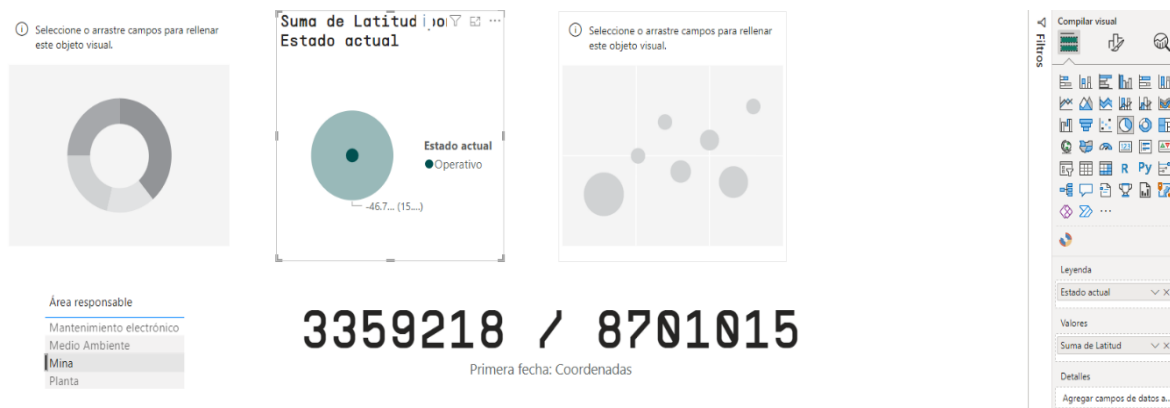 Seleccione o arrastre campos para rellenar
este objeto visual.
Suma de Latitud por
Estado actual
Estado actual
Operativo
-46.7... (15....)
Seleccione o arrastre campos para rellenar
este objeto visual.
Filtros
Compilar visual
123
R
Py
Leyenda
Estado actual
Valores
Suma de Latitud
Detalles
Agregar campos de datos a...
Área responsable
Mantenimiento electrónico
Medio Ambiente
Mina
Planta
3359218 / 8701015
Primera fecha: Coordenadas